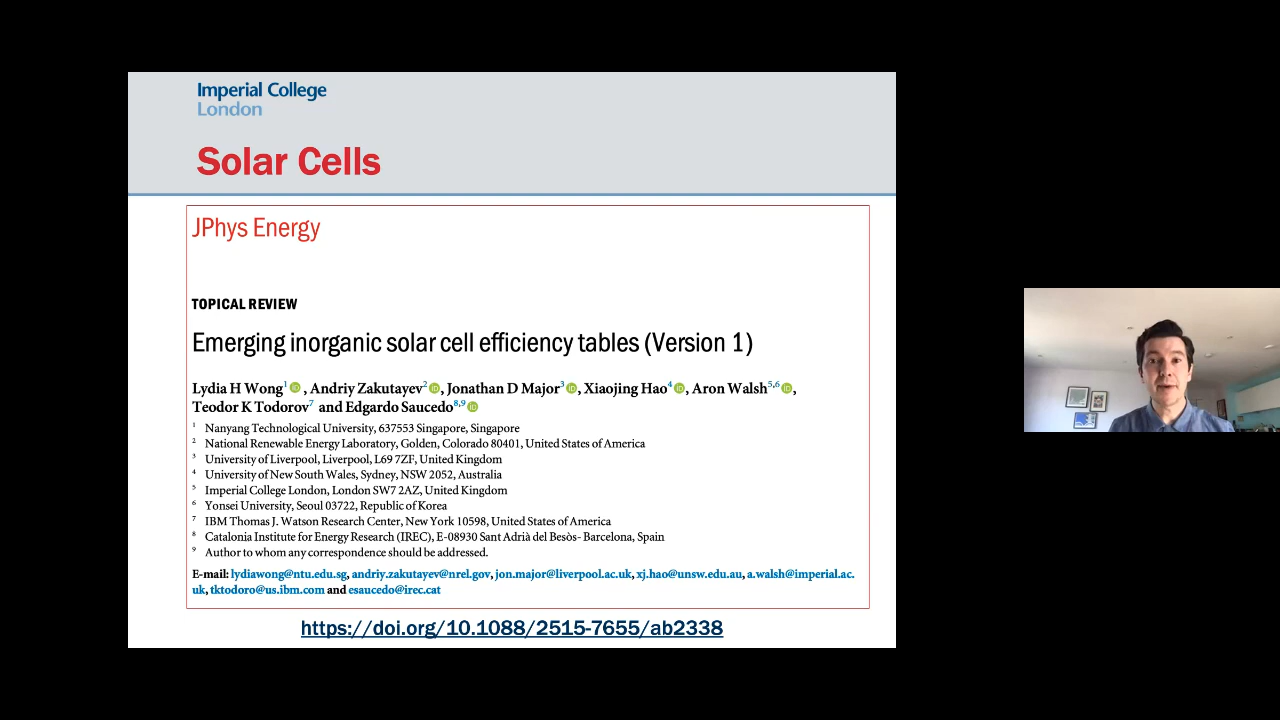 Imperial College
London
Solar Cells
JPhys Energy
TOPICAL REVIEW
Emerging inorganic solar cell efficiency tables (Version 1)
Lydia H Wong1, Andriy Zakutayev2, Jonathan D Major3, Xiaojing Hao4, Aron Walsh5,6,
Teodor K Todorov7 and Edgardo Saucedo8,9
1 Nanyang Technological University, 637553 Singapore, Singapore
2 National Renewable Energy Laboratory, Golden, Colorado 80401, United States of America
3 University of Liverpool, Liverpool, L69 7ZF, United Kingdom
4 University of New South Wales, Sydney, NSW 2052, Australia
5 Imperial College London, London SW7 2AZ, United Kingdom
6 Yonsei University, Seoul 03722, Republic of Korea
7 IBM Thomas J. Watson Research Center, New York 10598, United States of America
8 Catalonia Institute for Energy Research (IREC), E-08930 Sant Adrià del Besòs- Barcelona, Spain
9 Author to whom any correspondence should be addressed.
E-mail: lydiawong@ntu.edu.sg, andriy.zakutayev@nrel.gov, jon.major@liverpool.ac.uk, xj.hao@unsw.edu.au, a.walsh@imperial.ac.
uk, tktodoro@us.ibm.com and esaucedo@irec.cat
https://doi.org/10.1088/2515-7655/ab2338